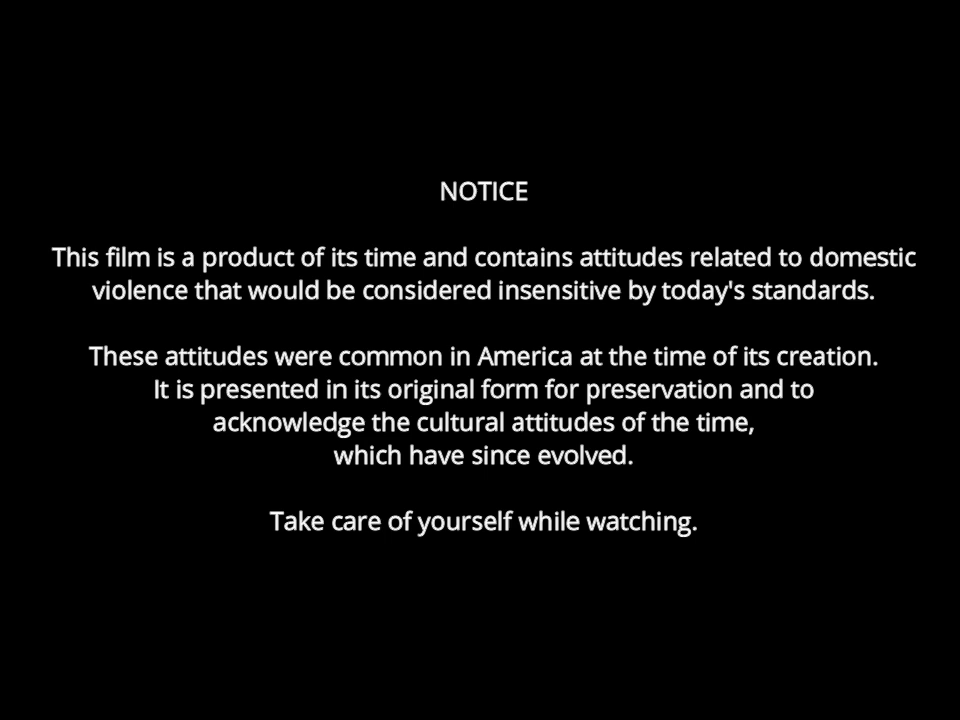 NOTICE
This film is a product of its time and contains attitudes related to domestic
violence that would be considered insensitive by today's standards.
These attitudes were common in America at the time of its creation.
It is presented in its original form for preservation and to
acknowledge the cultural attitudes of the time,
which have since evolved.
Take care of yourself while watching.